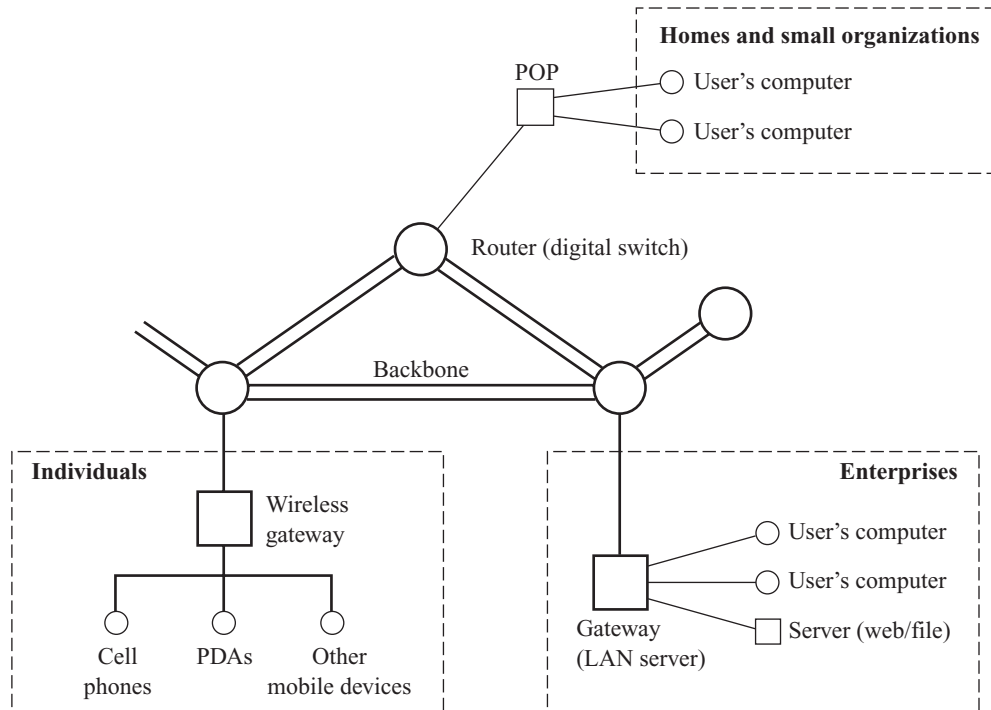 Homes and small organizations
POP
User’s computer
User’s computer
Router (digital switch)
Backbone
Individuals
Wireless
gateway
Cell
phones
PDAs
Other
mobile devices
Enterprises
User’s computer
User’s computer
Server (web/file)
Gateway
(LAN server)